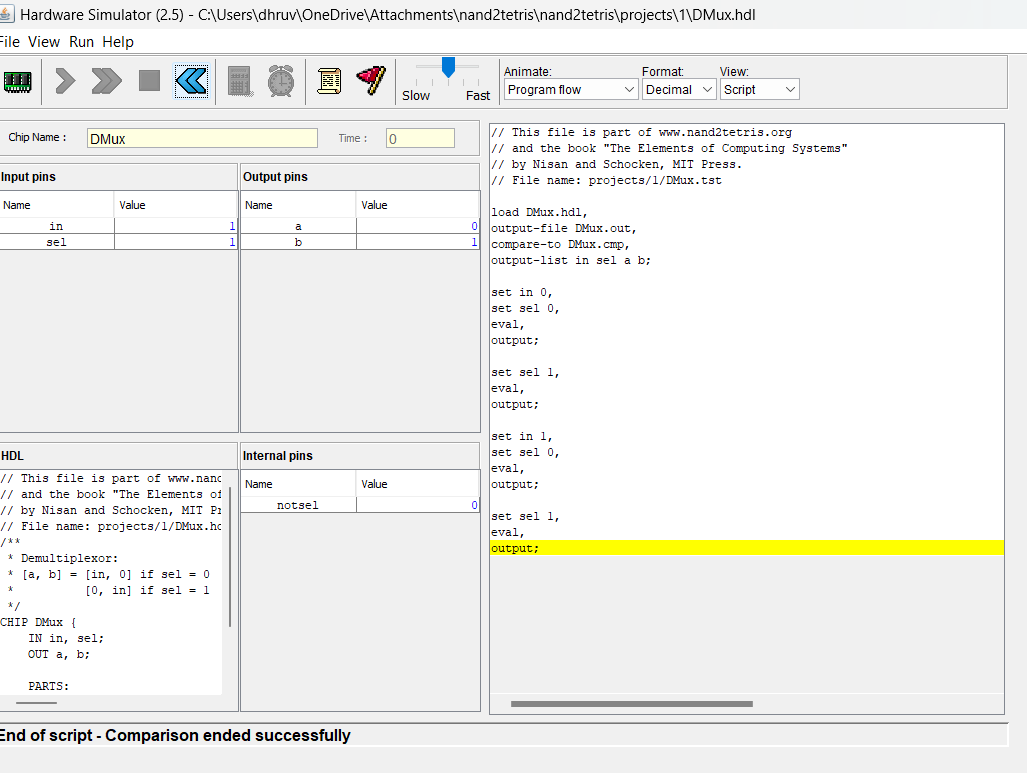 Hardware Simulator (2.5) - C:\Users\dhruv\OneDrive\Attachments\nand2tetris\nand2tetris\projects\1\DMux.hdl
File View Run Help
Slow Fast
Animate: Format: View:
Program flow Decimal Script
Chip Name : DMux Time : 0
Input pins
Name Value
in 1
sel 1
Output pins
Name Value
a 0
b 1
HDL
// This file is part of www.nand
// and the book "The Elements of
// by Nisan and Schocken, MIT Pr
// File name: projects/1/DMux.hd
/**
* Demultiplexor:
* [a, b] = [in, 0] if sel = 0
* [0, in] if sel = 1
*/
CHIP DMux {
IN in, sel;
OUT a, b;
PARTS:
Internal pins
Name Value
notsel 0
// This file is part of www.nand2tetris.org
// and the book "The Elements of Computing Systems"
// by Nisan and Schocken, MIT Press.
// File name: projects/1/DMux.tst
load DMux.hdl,
output-file DMux.out,
compare-to DMux.cmp,
output-list in sel a b;
set in 0,
set sel 0,
eval,
output;
set sel 1,
eval,
output;
set in 1,
set sel 0,
eval,
output;
set sel 1,
eval,
output;
End of script - Comparison ended successfully